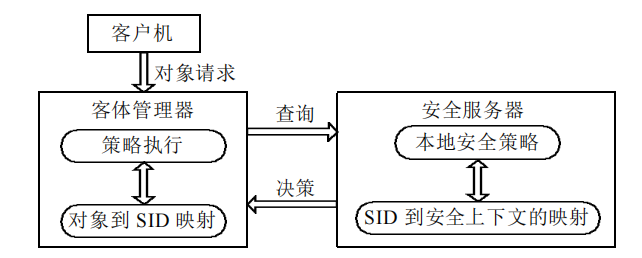 客户机
对象请求
客体管理器
策略执行
对象到 SID 映射
查询
决策
安全服务器
本地安全策略
SID 到安全上下文的映射